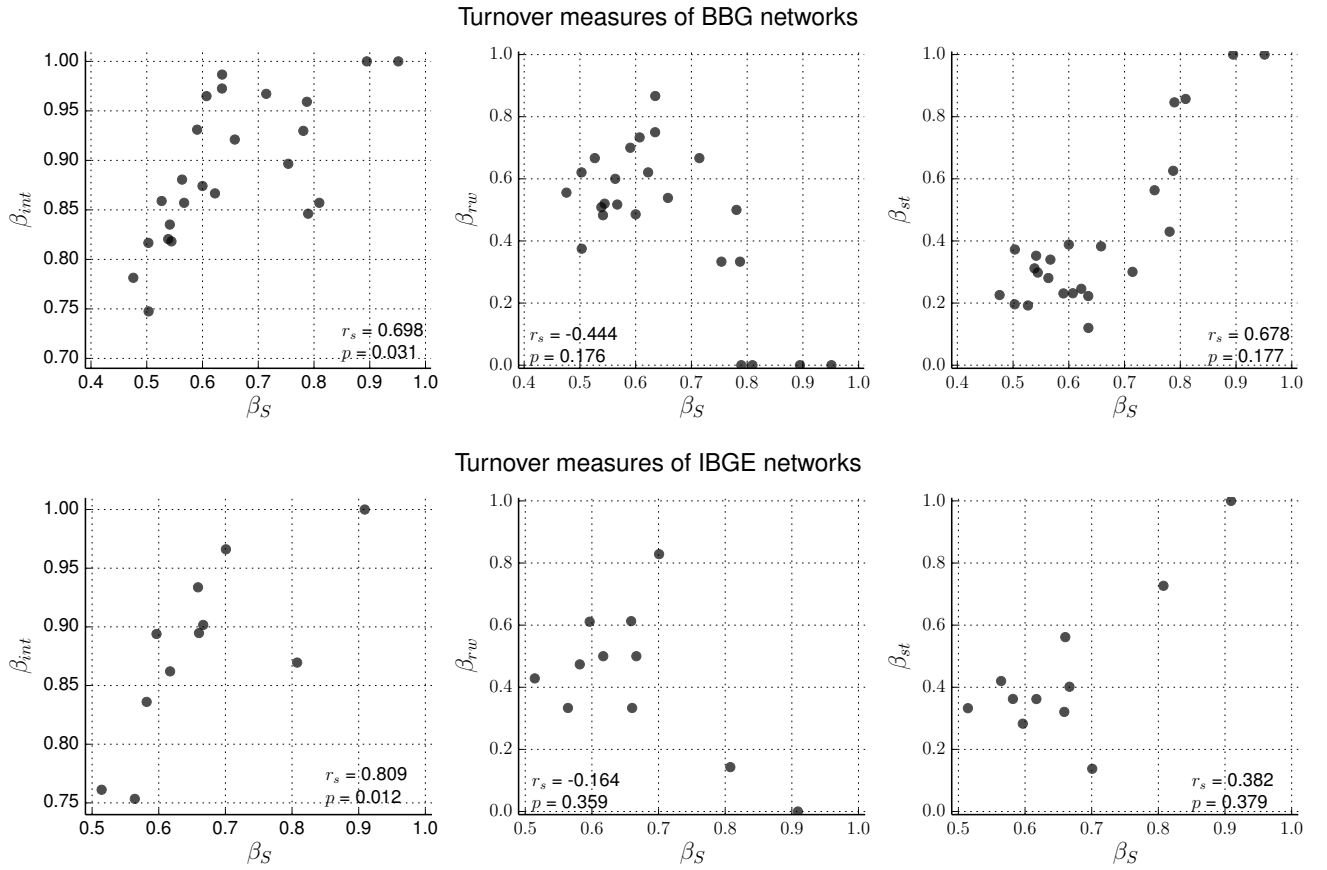 Turnover measures of BBG networks
β_int
1.00
0.95
0.90
0.85
0.80
0.75
0.70
r_s = 0.698
p = 0.031
0.4 0.5 0.6 0.7 0.8 0.9 1.0
β_S
β_rw
1.0
0.8
0.6
0.4
0.2
0.0
r_s = -0.444
p = 0.176
0.4 0.5 0.6 0.7 0.8 0.9 1.0
β_S
β_st
1.0
0.8
0.6
0.4
0.2
0.0
r_s = 0.678
p = 0.177
0.4 0.5 0.6 0.7 0.8 0.9 1.0
β_S
Turnover measures of IBGE networks
β_int
1.00
0.95
0.90
0.85
0.80
0.75
r_s = 0.809
p = 0.012
0.5 0.6 0.7 0.8 0.9 1.0
β_S
β_rw
1.0
0.8
0.6
0.4
0.2
0.0
r_s = -0.164
p = 0.359
0.5 0.6 0.7 0.8 0.9 1.0
β_S
β_st
1.0
0.8
0.6
0.4
0.2
0.0
r_s = 0.382
p = 0.379
0.5 0.6 0.7 0.8 0.9 1.0
β_S